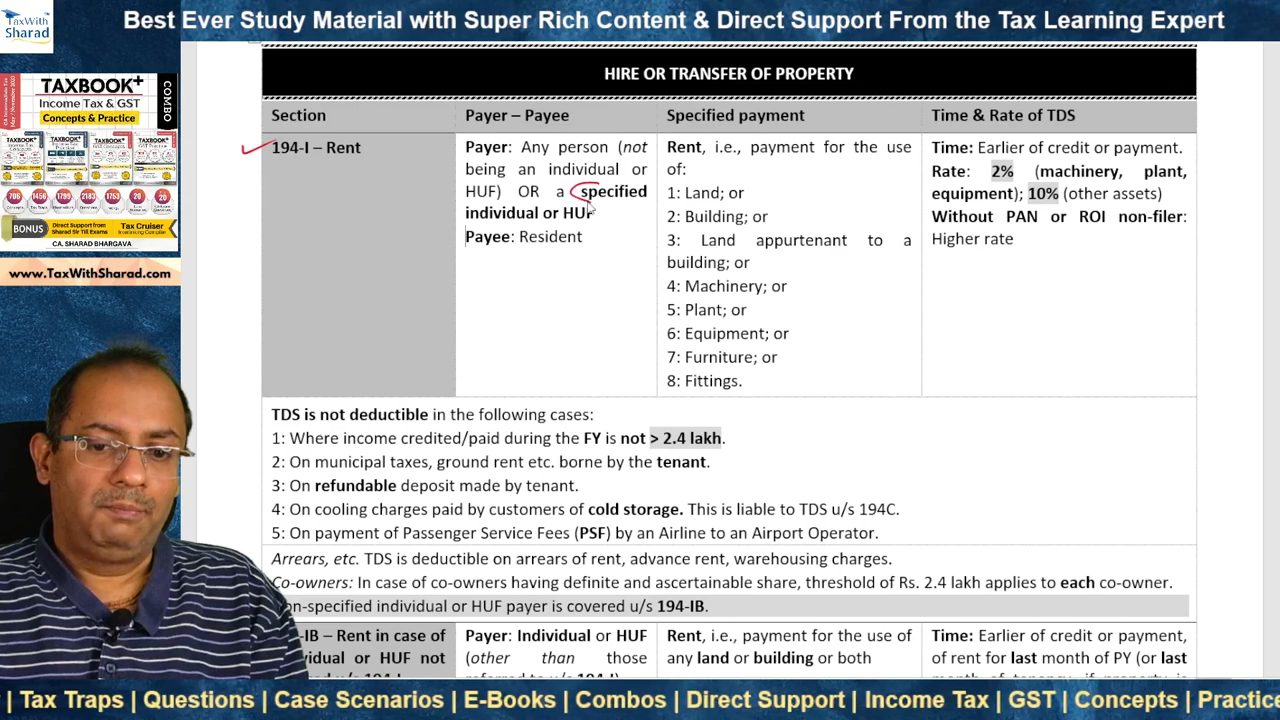 Best Ever Study Material with Super Rich Content & Direct Support From the Tax Learning Expert
TaxWith
Sharad
TAXBOOK+
Income Tax & GST
Concepts & Practice
COMBO
706
1456
1799
2183
1753
20
20
BONUS
Direct Support from
Sharad Sir Till Exams
Tax Cruiser
CA. SHARAD BHARGAVA
www.TaxWithSharad.com
HIRE OR TRANSFER OF PROPERTY
Section
Payer – Payee
Specified payment
Time & Rate of TDS
194-I – Rent
Payer: Any person (not
being an individual or
HUF) OR a specified
individual or HUF
Payee: Resident
Rent, i.e., payment for the use
of:
1: Land; or
2: Building; or
3: Land appurtenant to a
building; or
4: Machinery; or
5: Plant; or
6: Equipment; or
7: Furniture; or
8: Fittings.
Time: Earlier of credit or payment.
Rate: 2% (machinery, plant,
equipment); 10% (other assets)
Without PAN or ROI non-filer:
Higher rate
TDS is not deductible in the following cases:
1: Where income credited/paid during the FY is not > 2.4 lakh.
2: On municipal taxes, ground rent etc. borne by the tenant.
3: On refundable deposit made by tenant.
4: On cooling charges paid by customers of cold storage. This is liable to TDS u/s 194C.
5: On payment of Passenger Service Fees (PSF) by an Airline to an Airport Operator.
Arrears, etc. TDS is deductible on arrears of rent, advance rent, warehousing charges.
Co-owners: In case of co-owners having definite and ascertainable share, threshold of Rs. 2.4 lakh applies to each co-owner.
on-specified individual or HUF payer is covered u/s 194-IB.
-IB – Rent in case of
vidual or HUF not
Payer: Individual or HUF
(other than those
Rent, i.e., payment for the use of
any land or building or both
Time: Earlier of credit or payment,
of rent for last month of PY (or last
| Tax Traps | Questions | Case Scenarios | E-Books | Combos | Direct Support | Income Tax | GST | Concepts | Practice